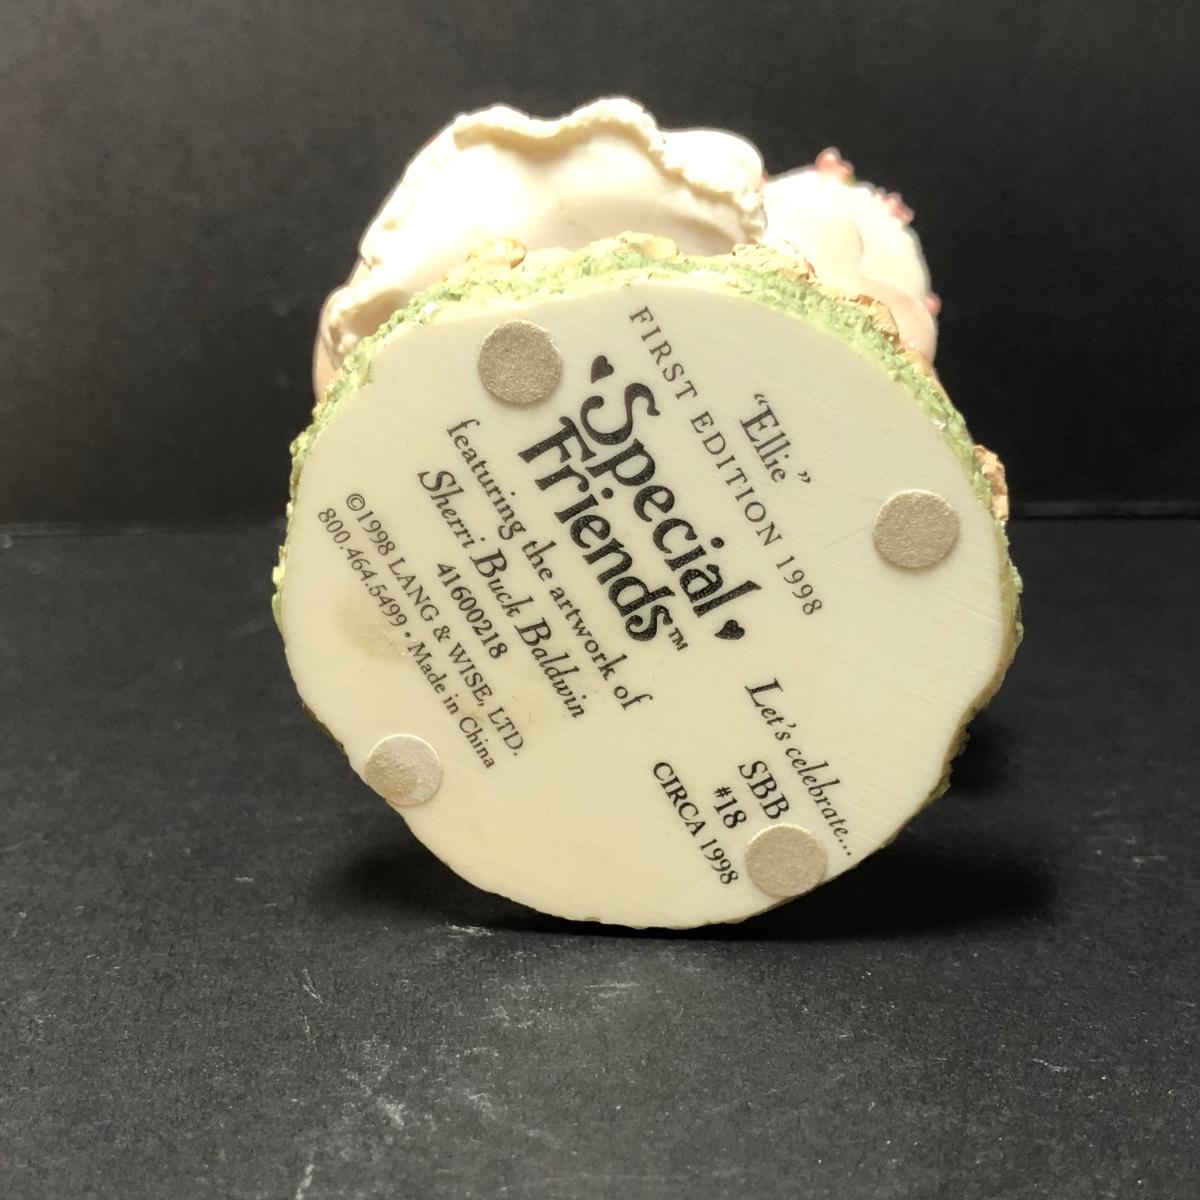 "Ellie"
FIRST EDITION 1998
Special
Friends™
featuring the artwork of
Sherri Buck Baldwin
41600218
©1998 LANG & WISE, LTD.
800.464.5499 • Made in China
Let's celebrate...
SBB
#18
CIRCA 1998